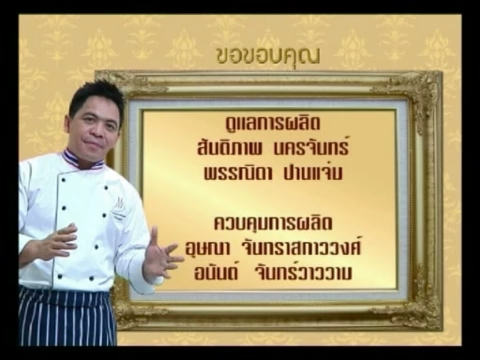 ขอขอบคุณ
ดูแลการผลิต
สันติภาพ นครจันทร์
พรรณิดา ปานแจ่ม
ควบคุมการผลิต
อุษณา จันทราสกาววงศ์
อนันต์ จันทร์วาววาม